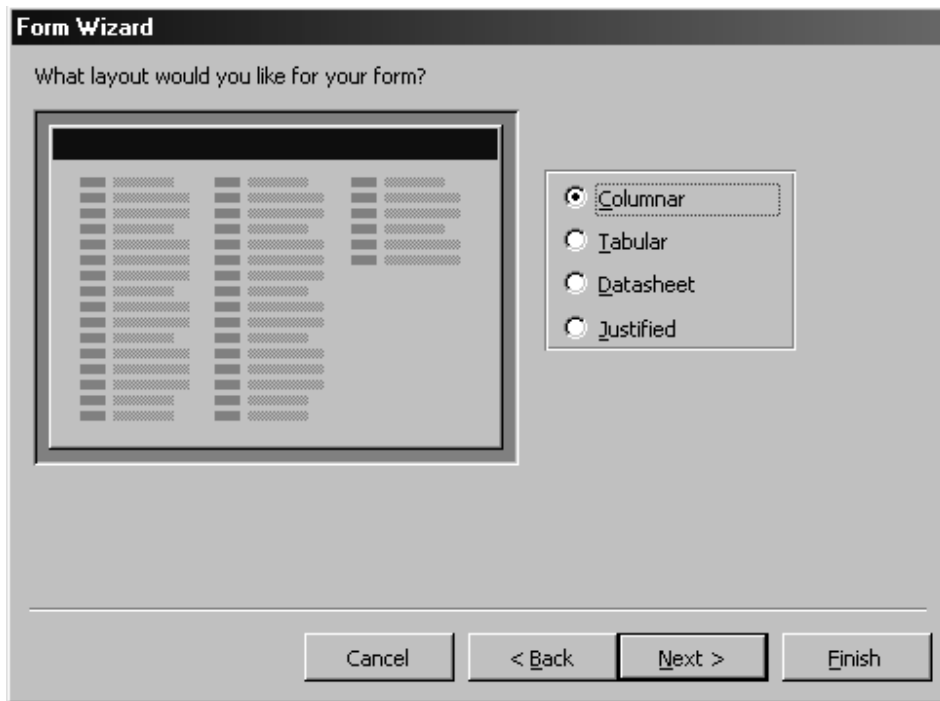 Form Wizard
What layout would you like for your form?
Columnar
Tabular
Datasheet
Justified
Cancel < Back Next > Finish